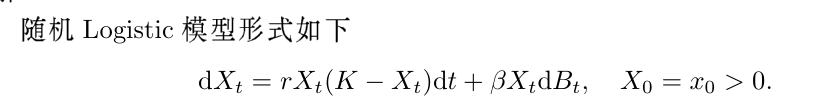 随机 Logistic 模型形式如下
dX_t = rX_t(K − X_t)dt + βX_t dB_t,   X_0 = x_0 > 0.